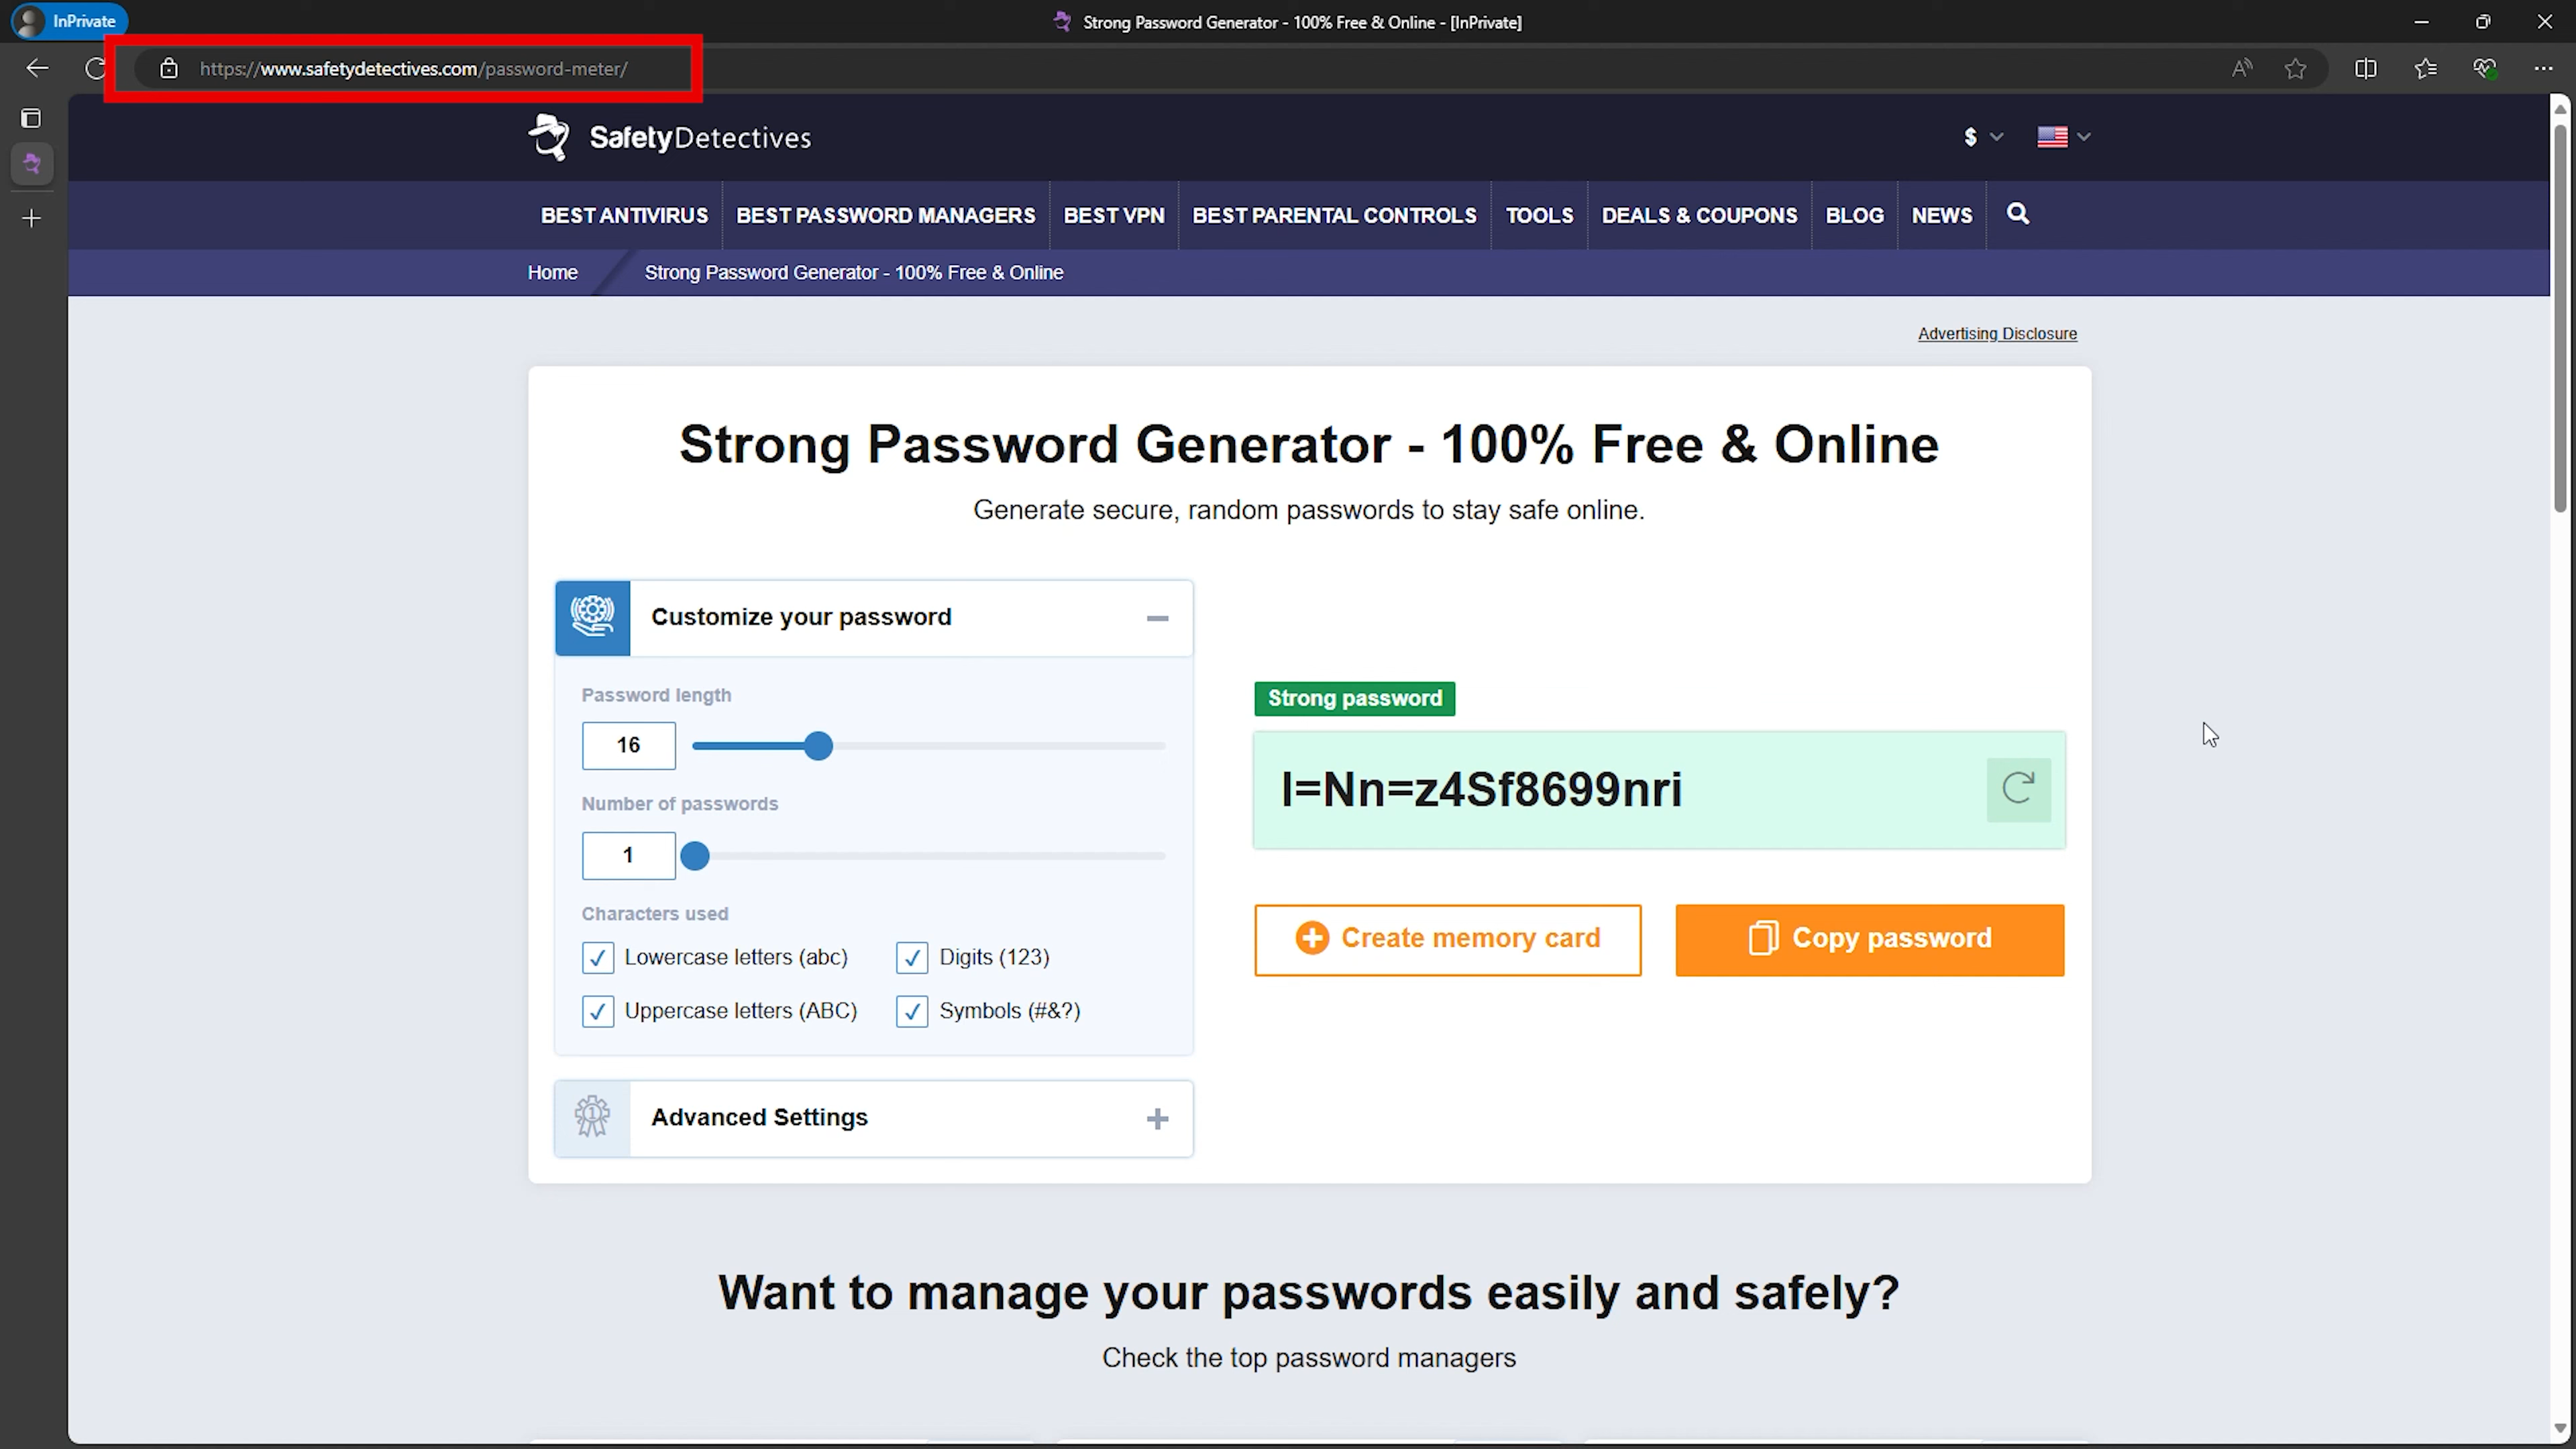 InPrivate
Strong Password Generator - 100% Free & Online - [InPrivate]
https://www.safetydetectives.com/password-meter/
SafetyDetectives
$
BEST ANTIVIRUS BEST PASSWORD MANAGERS BEST VPN BEST PARENTAL CONTROLS TOOLS DEALS & COUPONS BLOG NEWS
Home Strong Password Generator - 100% Free & Online
Advertising Disclosure
Strong Password Generator - 100% Free & Online
Generate secure, random passwords to stay safe online.
Customize your password
Password length
16
Number of passwords
1
Characters used
Lowercase letters (abc) Digits (123)
Uppercase letters (ABC) Symbols (#&?)
Advanced Settings
Strong password
I=Nn=z4Sf8699nri
Create memory card Copy password
Want to manage your passwords easily and safely?
Check the top password managers